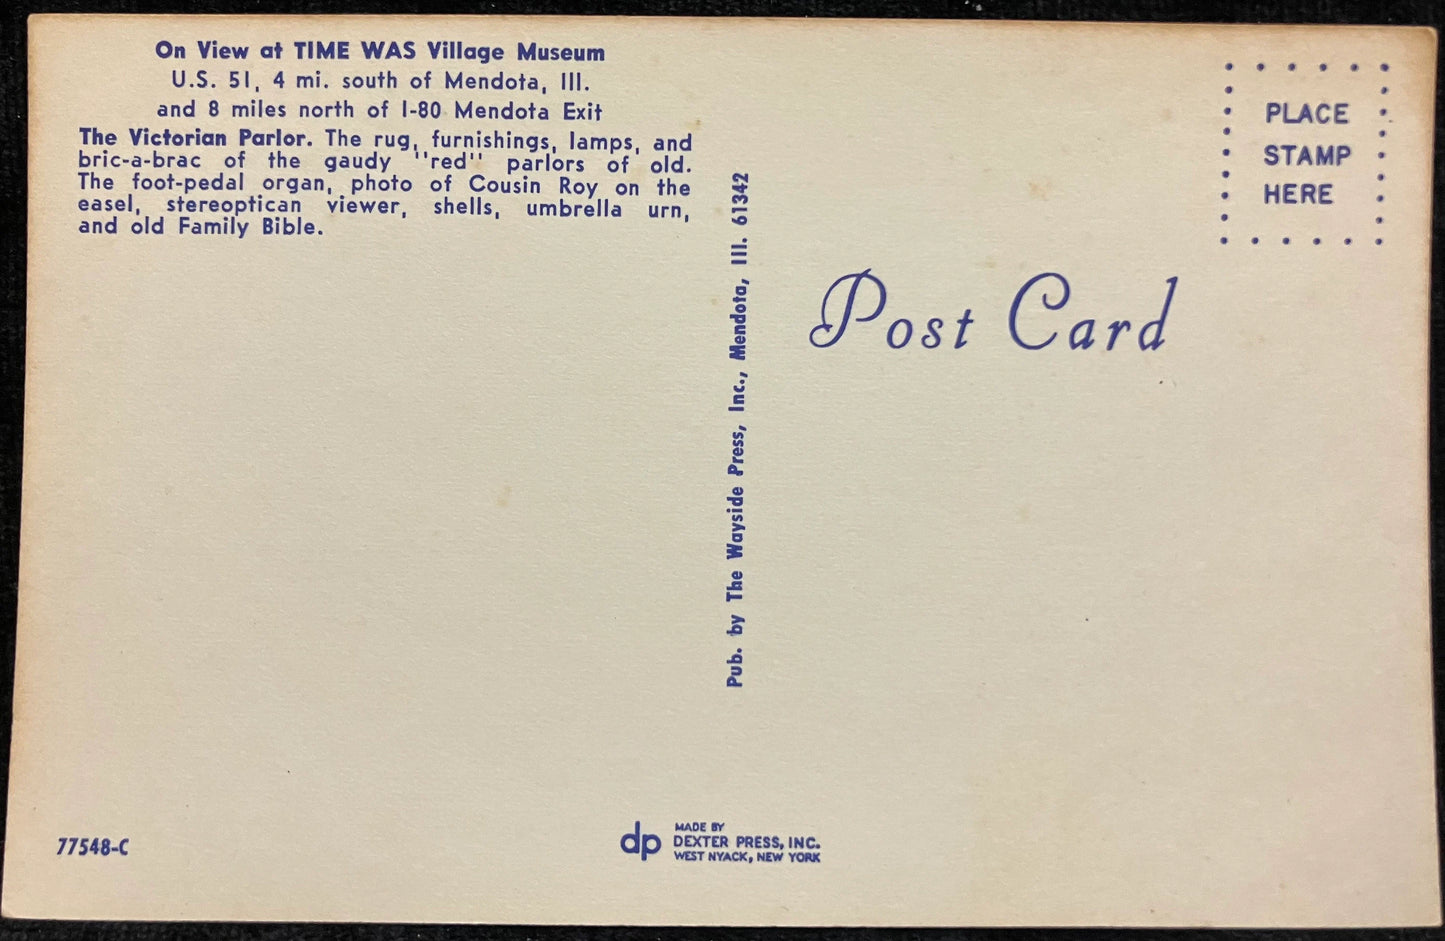 On View at TIME WAS Village Museum
U.S. 51, 4 mi. south of Mendota, Ill.
and 8 miles north of I-80 Mendota Exit
The Victorian Parlor. The rug, furnishings, lamps, and
bric-a-brac of the gaudy "red" parlors of old.
The foot-pedal organ, photo of Cousin Roy on the
easel, stereoptican viewer, shells, umbrella urn,
and old Family Bible.
Pub. by The Wayside Press, Inc., Mendota, Ill. 61342
PLACE
STAMP
HERE
Post Card
77548-C
dp
MADE BY
DEXTER PRESS, INC.
WEST NYACK, NEW YORK